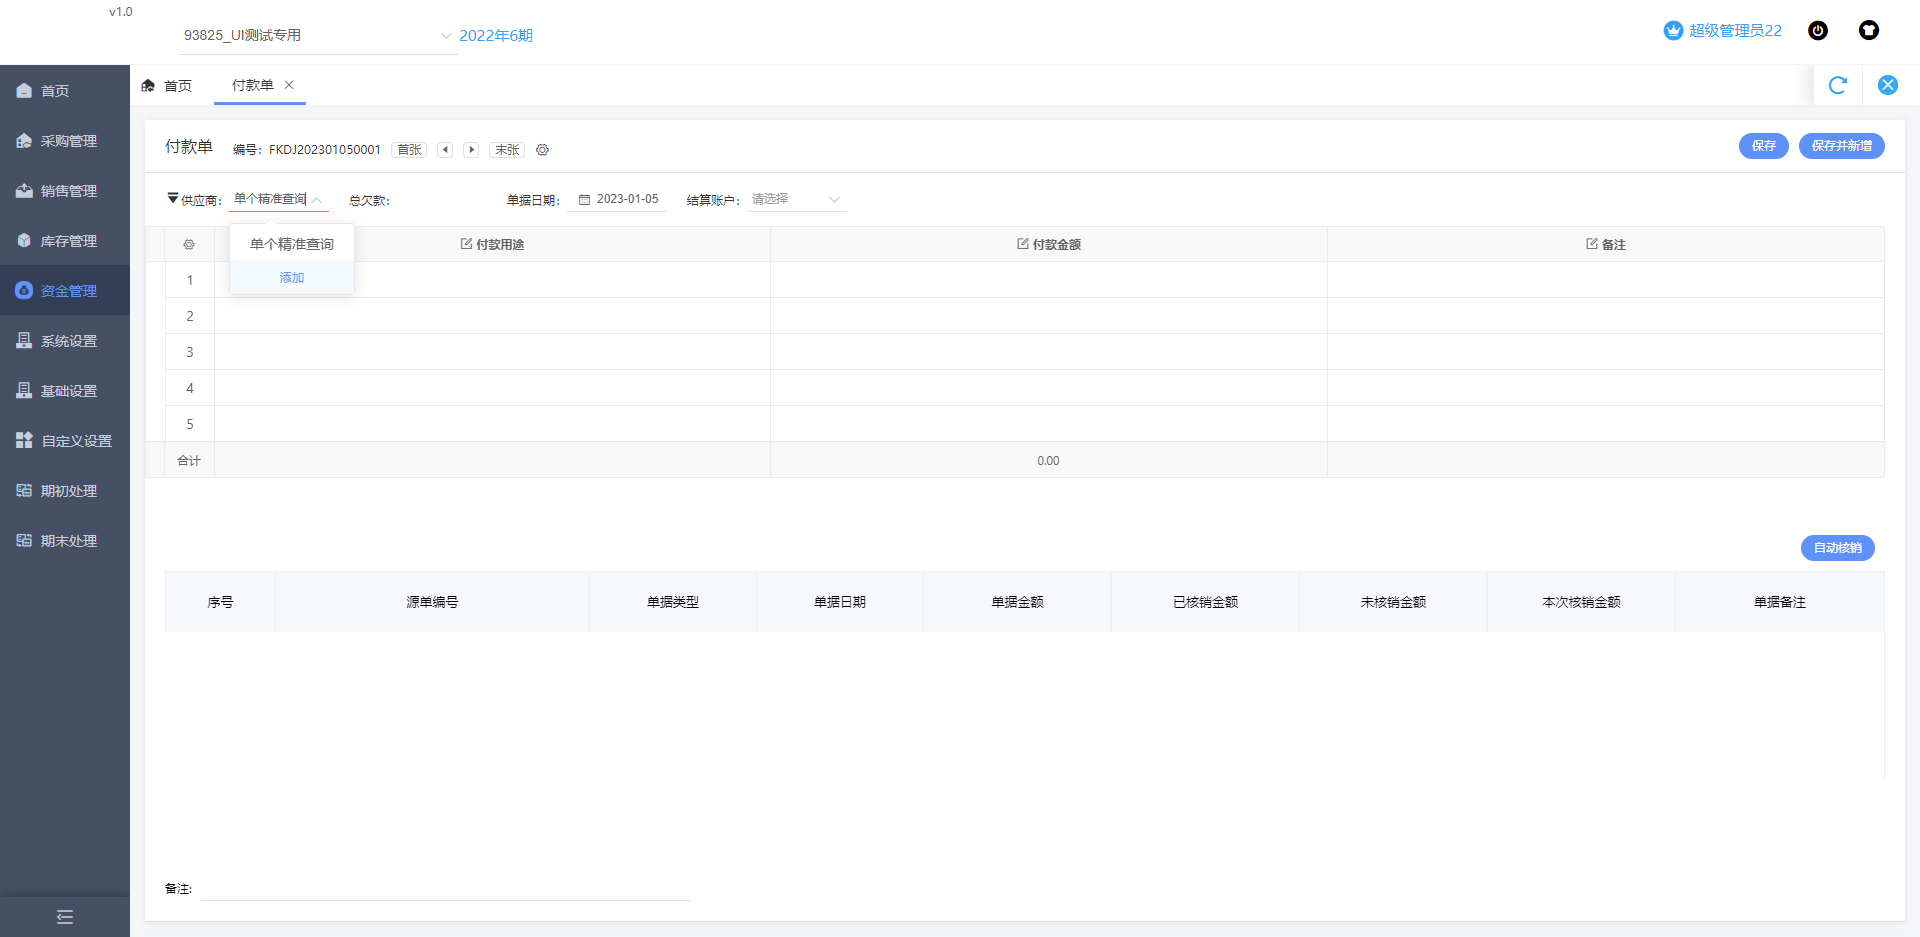 v1.0
93825_UI测试专用
2022年6期
超级管理员22
首页
采购管理
销售管理
库存管理
资金管理
系统设置
基础设置
自定义设置
期初处理
期末处理
首页
付款单
付款单
编号: FKDJ202301050001
首张
末张
保存
保存并新增
供应商:
单个精准查询
总欠款:
单据日期:
2023-01-05
结算账户:
请选择
单个精准查询
添加
付款用途
付款金额
备注
1
2
3
4
5
合计
0.00
自动核销
序号
源单编号
单据类型
单据日期
单据金额
已核销金额
未核销金额
本次核销金额
单据备注
备注: